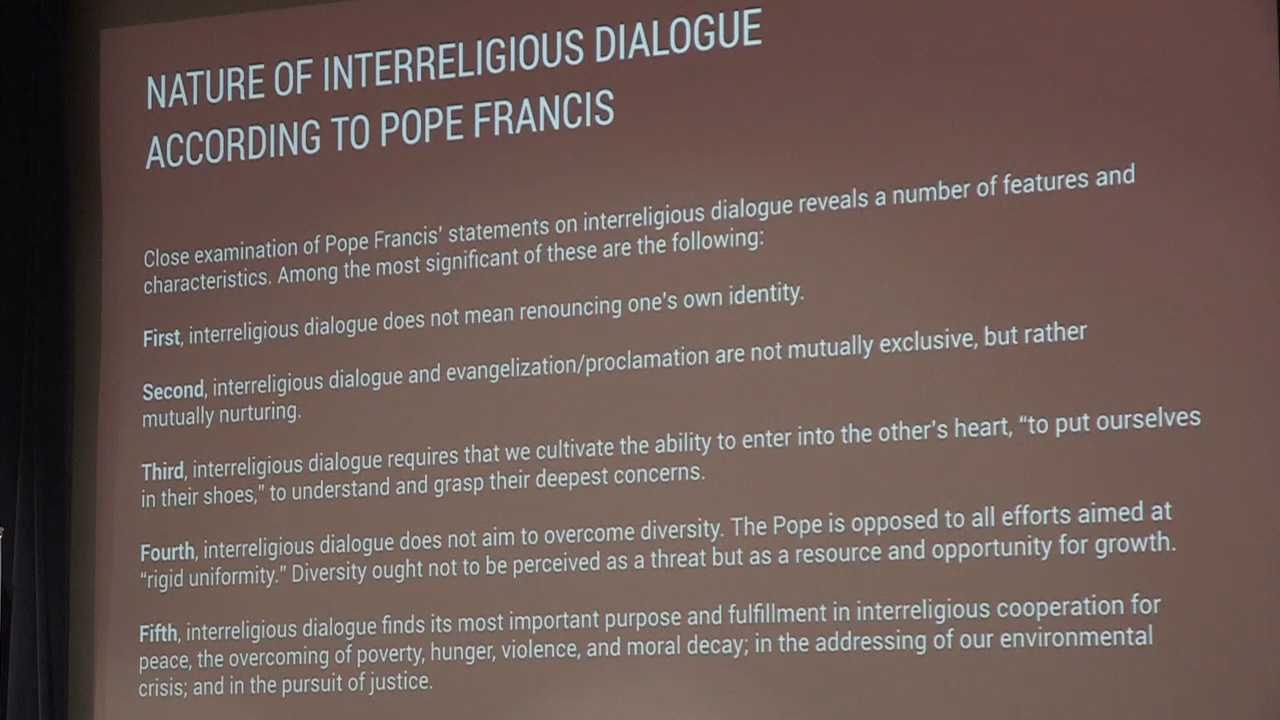 NATURE OF INTERRELIGIOUS DIALOGUE
ACCORDING TO POPE FRANCIS
Close examination of Pope Francis’ statements on interreligious dialogue reveals a number of features and
characteristics. Among the most significant of these are the following:
First, interreligious dialogue does not mean renouncing one’s own identity.
Second, interreligious dialogue and evangelization/proclamation are not mutually exclusive, but rather
mutually nurturing.
Third, interreligious dialogue requires that we cultivate the ability to enter into the other’s heart, “to put ourselves
in their shoes,” to understand and grasp their deepest concerns.
Fourth, interreligious dialogue does not aim to overcome diversity. The Pope is opposed to all efforts aimed at
“rigid uniformity.” Diversity ought not to be perceived as a threat but as a resource and opportunity for growth.
Fifth, interreligious dialogue finds its most important purpose and fulfillment in interreligious cooperation for
peace, the overcoming of poverty, hunger, violence, and moral decay; in the addressing of our environmental
crisis; and in the pursuit of justice.